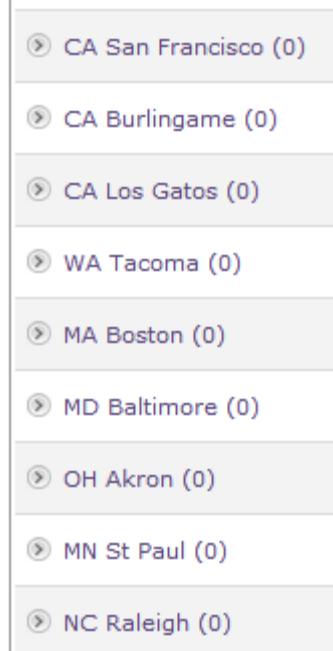 CA San Francisco (0)
CA Burlingame (0)
CA Los Gatos (0)
WA Tacoma (0)
MA Boston (0)
MD Baltimore (0)
OH Akron (0)
MN St Paul (0)
NC Raleigh (0)